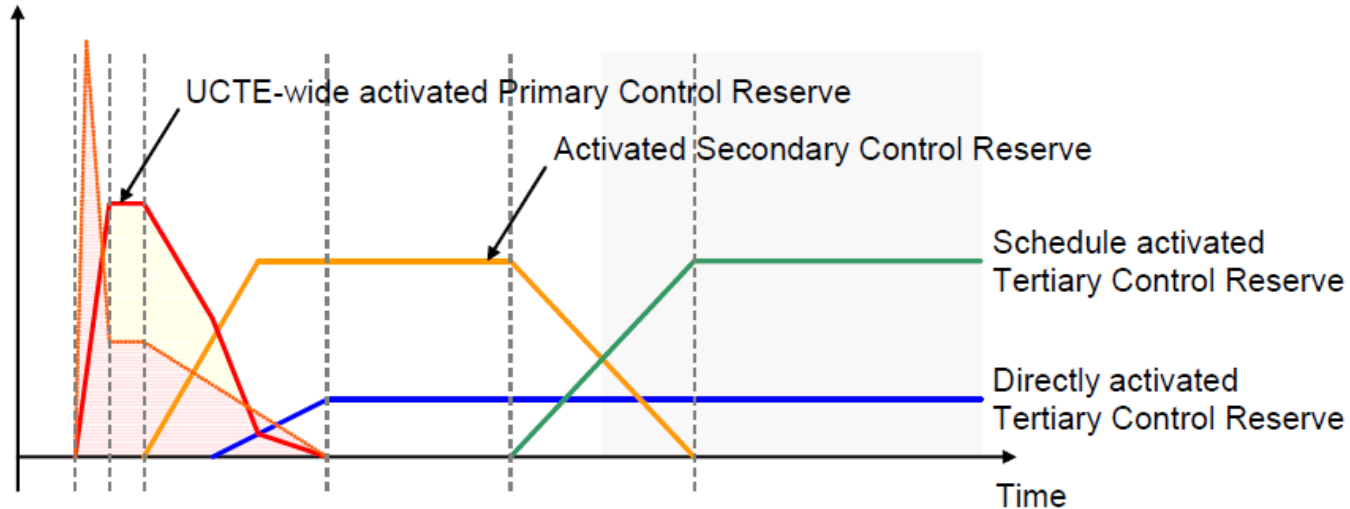 UCTE-wide activated Primary Control Reserve
Activated Secondary Control Reserve
Schedule activated
Tertiary Control Reserve
Directly activated
Tertiary Control Reserve
Time